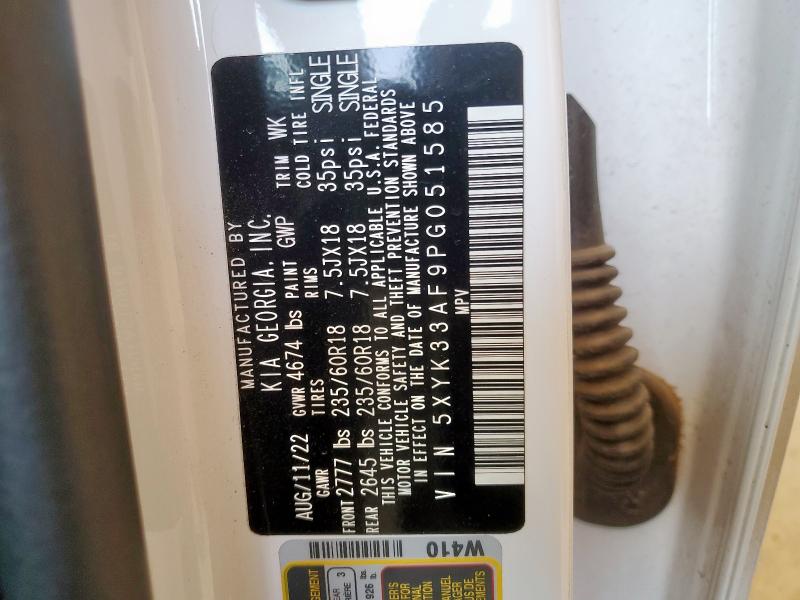 MANUFACTURED BY
KIA GEORGIA, INC.
AUG/11/22 GVWR 4674 lbs PAINT GWP TRIM WK
GAWR TIRES RIMS COLD TIRE INFL
FRONT 2777 lbs 235/60R18 7.5JX18 35psi SINGLE
REAR 2645 lbs 235/60R18 7.5JX18 35psi SINGLE
THIS VEHICLE CONFORMS TO ALL APPLICABLE U.S.A. FEDERAL
MOTOR VEHICLE SAFETY AND THEFT PREVENTION STANDARDS
IN EFFECT ON THE DATE OF MANUFACTURE SHOWN ABOVE
VIN 5XYK33AF9PG051585
MPV
W410
3
926
MANUEL